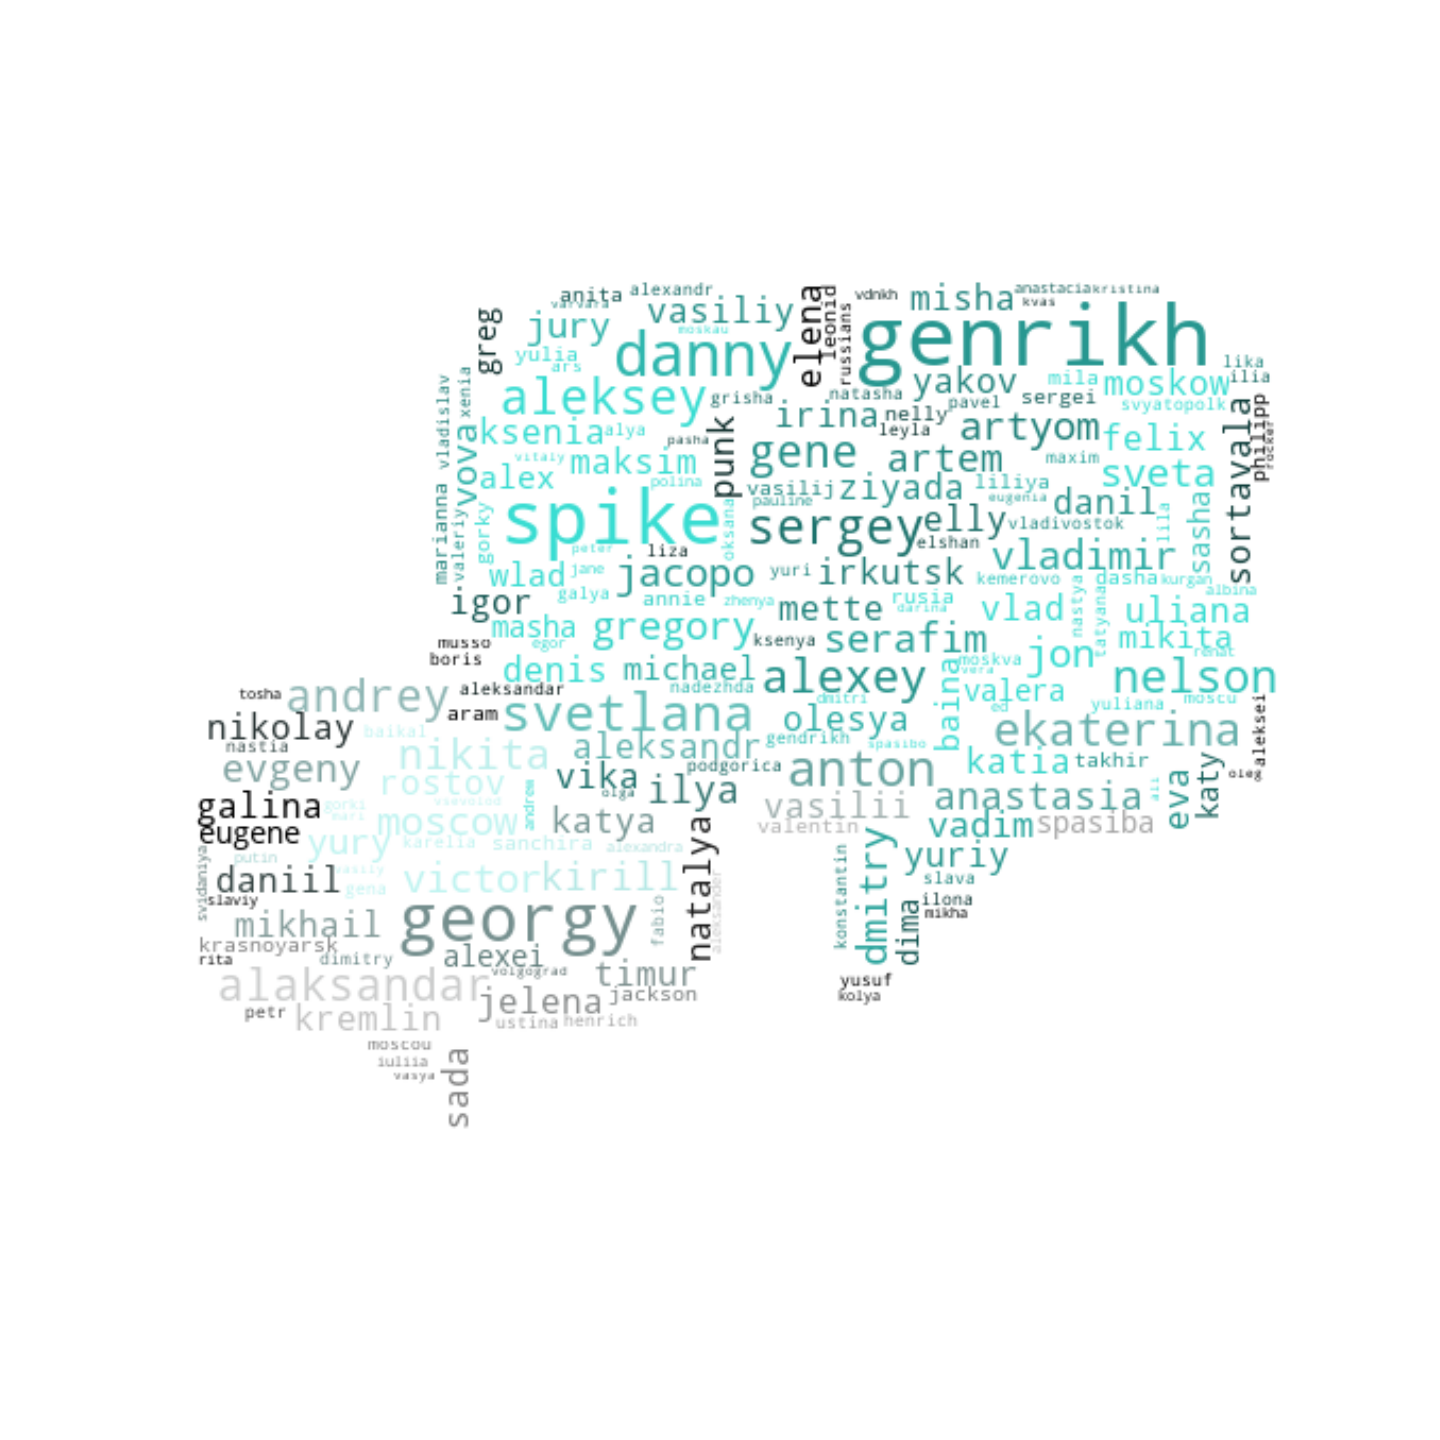 anita
alexandr
varvara
vasiliy
elena
leonid
russians
vdnkh
misha
anastacia
kristina
kvas
genrikh
greg
jury
moskau
danny
yulia
ars
lika
ilia
xenia
vladislav
marianna
aleksey
grisha
natasha
yakov
mila
moskow
sergei
pavel
svyatopolk
sortavala
philipp
rocker
vova
ksenia
alya
pasha
punk
irina
nelly
leyla
artyom
felix
vitaly
maksim
gene
artem
maxim
sveta
alex
polina
vasilij
ziyada
liliya
eugenia
danil
lila
sasha
valeriy
gorky
spike
oksana
pauline
sergey
elly
vladivostok
elshan
vladimir
peter
liza
wlad
jane
jacopo
yuri
irkutsk
kemerovo
dasha
kurgan
albina
igor
galya
annie
zhenya
mette
rusia
darina
vlad
nastya
tatyana
uliana
masha
gregory
egor
ksenya
serafim
mikita
renat
musso
boris
denis
michael
alexey
baina
moskva
vera
jon
nelson
tosha
andrey
aleksandar
nadezhda
dmitri
valera
ed
yuliana
moscu
aleksei
nikolay
baikal
aram
svetlana
olesya
ekaterina
nastia
nikita
aleksandr
gendrikh
spasibo
evgeny
rostov
vika
podgorica
anton
katia
takhir
oleg
galina
gorki
mari
vsevolod
andrew
olga
ilya
vasilii
anastasia
ali
eva
katy
eugene
moscow
katya
valentin
vadim
spasiba
yury
karelia
sanchira
alexandra
natalya
dmitry
yuriy
svidaniya
putin
vasily
daniil
gena
victor
kirill
aleksander
konstantin
slava
slaviy
ilona
mikha
mikhail
georgy
fabio
dima
krasnoyarsk
rita
dimitry
alexei
volgograd
timur
yusuf
kolya
alaksandar
jelena
jackson
petr
kremlin
ustina
henrich
moscou
iuliia
vasya
sada